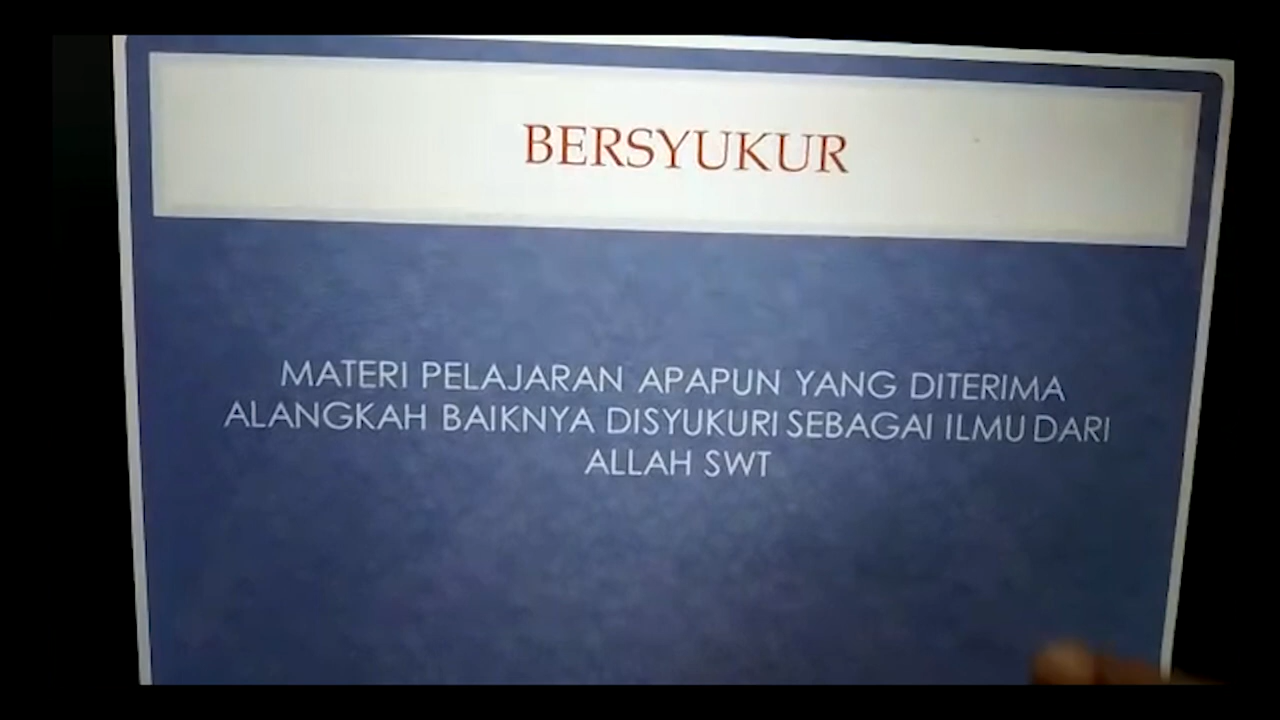 BERSYUKUR
MATERI PELAJARAN APAPUN YANG DITERIMA
ALANGKAH BAIKNYA DISYUKURI SEBAGAI ILMU DARI
ALLAH SWT